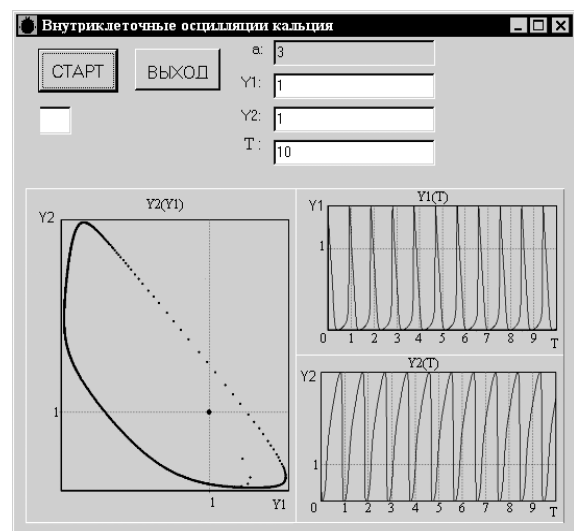 Внутриклеточные осцилляции кальция
СТАРТ
ВЫХОД
a: 3
Y1: 1
Y2: 1
T: 10
Y2(Y1)
Y2
1
1
Y1
Y1(T)
Y1
1
0 1 2 3 4 5 6 7 8 9 T
Y2(T)
Y2
1
0 1 2 3 4 5 6 7 8 9 T